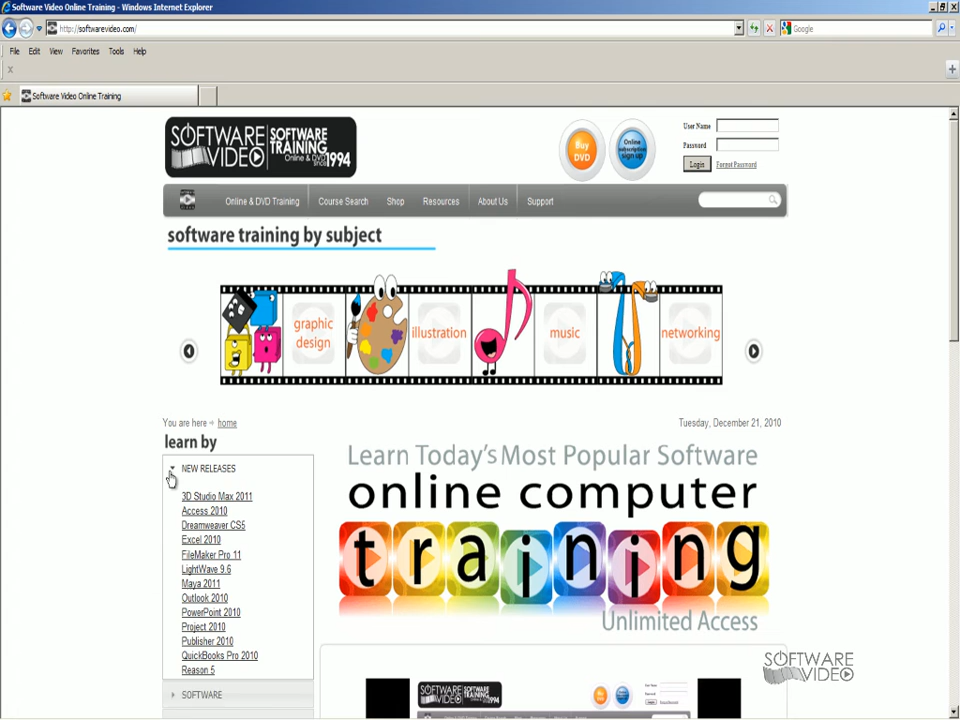 Software Video Online Training - Windows Internet Explorer
http://softwarevideo.com/
Google
File Edit View Favorites Tools Help
x
Software Video Online Training
SOFTWARE VIDEO
SOFTWARE TRAINING Online & DVD since 1994
Buy DVD
Online subscription sign up
User Name
Password
Login Forgot Password
Online & DVD Training Course Search Shop Resources About Us Support
software training by subject
graphic design
illustration
music
networking
You are here home
Tuesday, December 21, 2010
learn by
NEW RELEASES
3D Studio Max 2011
Access 2010
Dreamweaver CS5
Excel 2010
FileMaker Pro 11
LightWave 9.6
Maya 2011
Outlook 2010
PowerPoint 2010
Project 2010
Publisher 2010
QuickBooks Pro 2010
Reason 5
SOFTWARE
Learn Today's Most Popular Software
online computer
training
Unlimited Access
SOFTWARE VIDEO
SOFTWARE VIDEO
SOFTWARE TRAINING